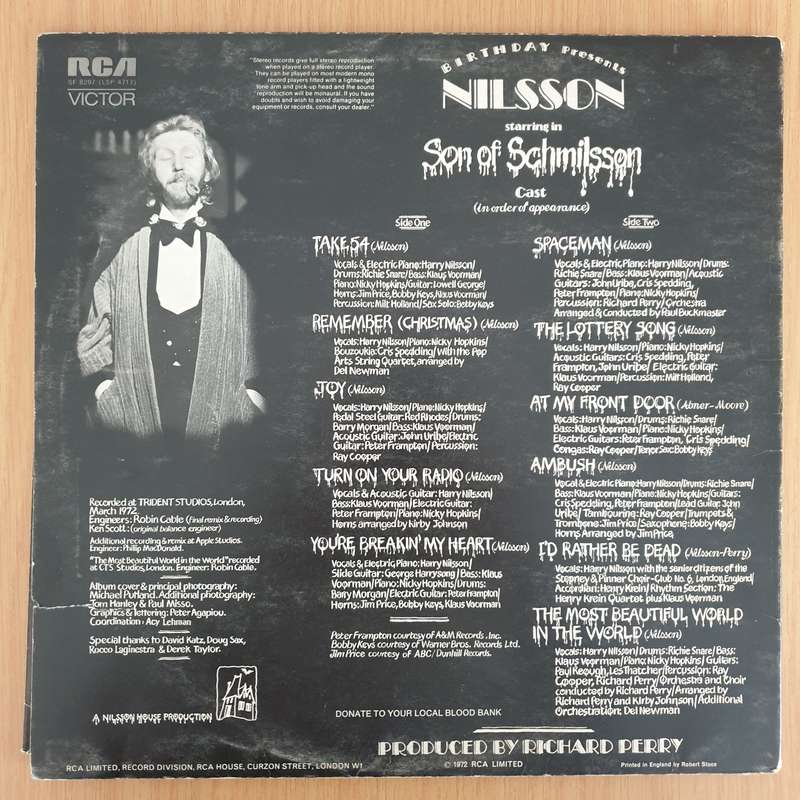 RCA
SF 8297 (LSP 4717)
VICTOR
"Stereo records give full stereo reproduction
when played on a stereo record player.
They can be played on most modern mono
record players fitted with a lightweight
tone arm and pick-up head and the sound
reproduction will be monaural. If you have
doubts and wish to avoid damaging your
equipment or records, consult your dealer."
BIRTHDAY Presents
NILSSON
starring in
Son of Schmilsson
Cast
(in order of appearance)
Side One
TAKE 54 (Nilsson)
Vocals & Electric Piano: Harry Nilsson/
Drums: Richie Snare/Bass: Klaus Voorman/
Piano: Nicky Hopkins/Guitar: Lowell George/
Horns: Jim Price, Bobby Keys, Klaus Voorman/
Percussion: Milt Holland/Sax Solo: Bobby Keys
REMEMBER (CHRISTMAS) (Nilsson)
Vocals: Harry Nilsson/Piano: Nicky Hopkins/
Bouzoukia: Cris Spedding/With the Pop
Arts String Quartet, arranged by
Del Newman
JOY (Nilsson)
Vocals: Harry Nilsson/Piano: Nicky Hopkins/
Pedal Steel Guitar: Red Rhodes/Drums:
Barry Morgan/Bass: Klaus Voorman/
Acoustic Guitar: John Uribe/Electric
Guitar: Peter Frampton/Percussion:
Ray Cooper
TURN ON YOUR RADIO (Nilsson)
Vocals & Acoustic Guitar: Harry Nilsson/
Bass: Klaus Voorman/Electric Guitar:
Peter Frampton/Piano: Nicky Hopkins/
Horns arranged by Kirby Johnson
YOU'RE BREAKIN' MY HEART (Nilsson)
Vocals & Electric Piano: Harry Nilsson/
Slide Guitar: George Harrysong/Bass: Klaus
Voorman/Piano: Nicky Hopkins/Drums:
Barry Morgan/Electric Guitar: Peter Frampton/
Horns: Jim Price, Bobby Keys, Klaus Voorman
Peter Frampton courtesy of A&M Records, Inc.
Bobby Keys courtesy of Warner Bros. Records Ltd.
Jim Price courtesy of ABC/Dunhill Records.
DONATE TO YOUR LOCAL BLOOD BANK
Side Two
SPACEMAN (Nilsson)
Vocals & Electric Piano: Harry Nilsson/Drums:
Richie Snare/Bass: Klaus Voorman/Acoustic
Guitars: John Uribe, Cris Spedding,
Peter Frampton/Piano: Nicky Hopkins/
Percussion: Richard Perry/Orchestra
Arranged & Conducted by Paul Buckmaster
THE LOTTERY SONG (Nilsson)
Vocals: Harry Nilsson/Piano: Nicky Hopkins/
Acoustic Guitars: Cris Spedding, Peter
Frampton, John Uribe/Electric Guitar:
Klaus Voorman/Percussion: Milt Holland,
Ray Cooper
AT MY FRONT DOOR (Abner-Moore)
Vocals: Harry Nilsson/Drums: Richie Snare/
Bass: Klaus Voorman/Piano: Nicky Hopkins/
Electric Guitars: Peter Frampton, Cris Spedding/
Congas: Ray Cooper/Tenor Sax: Bobby Keys
AMBUSH (Nilsson)
Vocal & Electric Piano: Harry Nilsson/Drums: Richie Snare/
Bass: Klaus Voorman/Piano: Nicky Hopkins/Guitars:
Cris Spedding, Peter Frampton/Lead Guitar: John
Uribe/Tambourine: Ray Cooper/Trumpets &
Trombone: Jim Price/Saxophone: Bobby Keys/
Horns Arranged by Jim Price
I'D RATHER BE DEAD (Nilsson-Perry)
Vocals: Harry Nilsson with the senior citizens of the
Stepney & Pinner Choir-Club No. 6, London, England/
Accordian: Henry Krein/Rhythm Section: The
Henry Krein Quartet plus Klaus Voorman
THE MOST BEAUTIFUL WORLD
IN THE WORLD (Nilsson)
Vocals: Harry Nilsson/Drums: Richie Snare/Bass:
Klaus Voorman/Piano: Nicky Hopkins/Guitars:
Paul Keough, Les Thatcher/Percussion: Ray
Cooper, Richard Perry/Orchestra and Choir
conducted by Richard Perry/Arranged by
Richard Perry and Kirby Johnson/Additional
Orchestration: Del Newman
Recorded at TRIDENT STUDIOS, London,
March 1972.
Engineers: Robin Cable (final remix & recording)
Ken Scott: (original balance engineer)
Additional recording & remix at Apple Studios.
Engineer: Phillip MacDonald.
"The Most Beautiful World in the World" recorded
at CTS Studios, London. Engineer: Robin Cable.
Album cover & principal photography:
Michael Putland. Additional photography:
Tom Hanley & Paul Misso.
Graphics & lettering: Peter Agapiou.
Coordination: Acy Lehman
Special thanks to David Katz, Doug Sax,
Rocco Laginestra & Derek Taylor.
A NILSSON HOUSE PRODUCTION
PRODUCED BY RICHARD PERRY
RCA LIMITED, RECORD DIVISION, RCA HOUSE, CURZON STREET, LONDON W1
© 1972 RCA LIMITED
Printed in England by Robert Stace